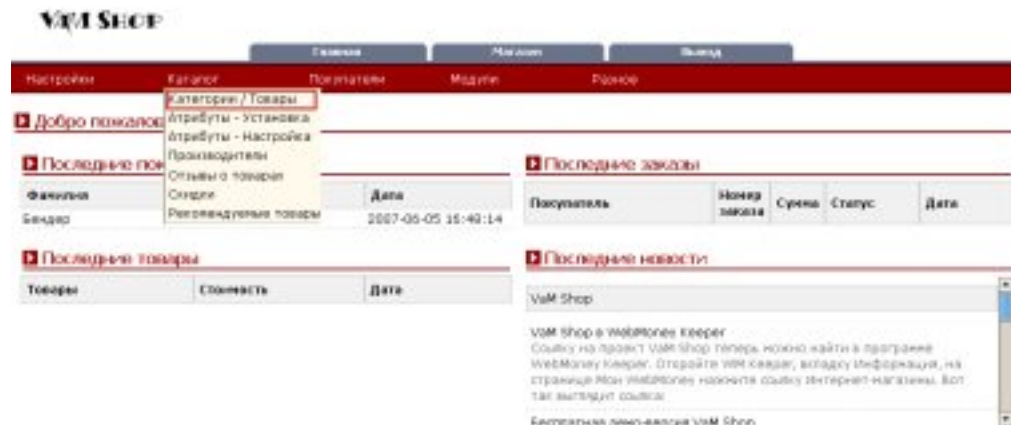 VaM Shop
Главная Магазин Выход
Настройки Каталог Покупатели Модули Разное
Категории / Товары
Добро пожалов
Атрибуты - Установка
Атрибуты - Настройка
Производители
Отзывы о товарах
Скидки
Рекомендуемые товары
Последние пок
Фамилия Дата
Бендер 2007-06-05 16:48:14
Последние заказы
Покупатель Номер заказа Сумма Статус Дата
Последние товары
Товары Стоимость Дата
Последние новости
VaM Shop
VaM Shop в WebMoney Keeper
Ссылку на проект VaM Shop теперь можно найти в программе
WebMoney Keeper. Откройте WM Keeper, вкладку Информация, на
странице Мои WebMoney нажмите ссылку Интернет-магазины. Вот
так выглядит ссылка:
Бесплатная демо-версия VaM Shop